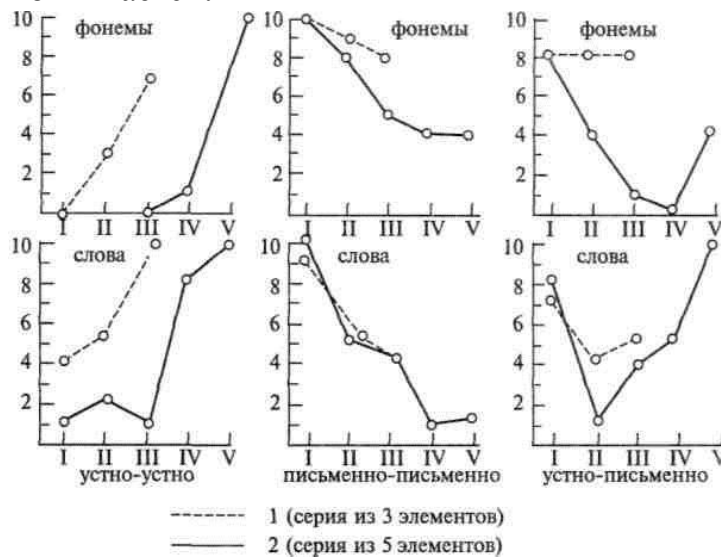 10 фонемы 10 фонемы 10 фонемы
8 8 8
6 6 6
4 4 4
2 2 2
I II III IV V I II III IV V I II III IV V
10 слова 10 слова 10 слова
8 8 8
6 6 6
4 4 4
2 2 2
I II III IV V I II III IV V I II III IV V
устно-устно письменно-письменно устно-письменно
1 (серия из 3 элементов)
2 (серия из 5 элементов)